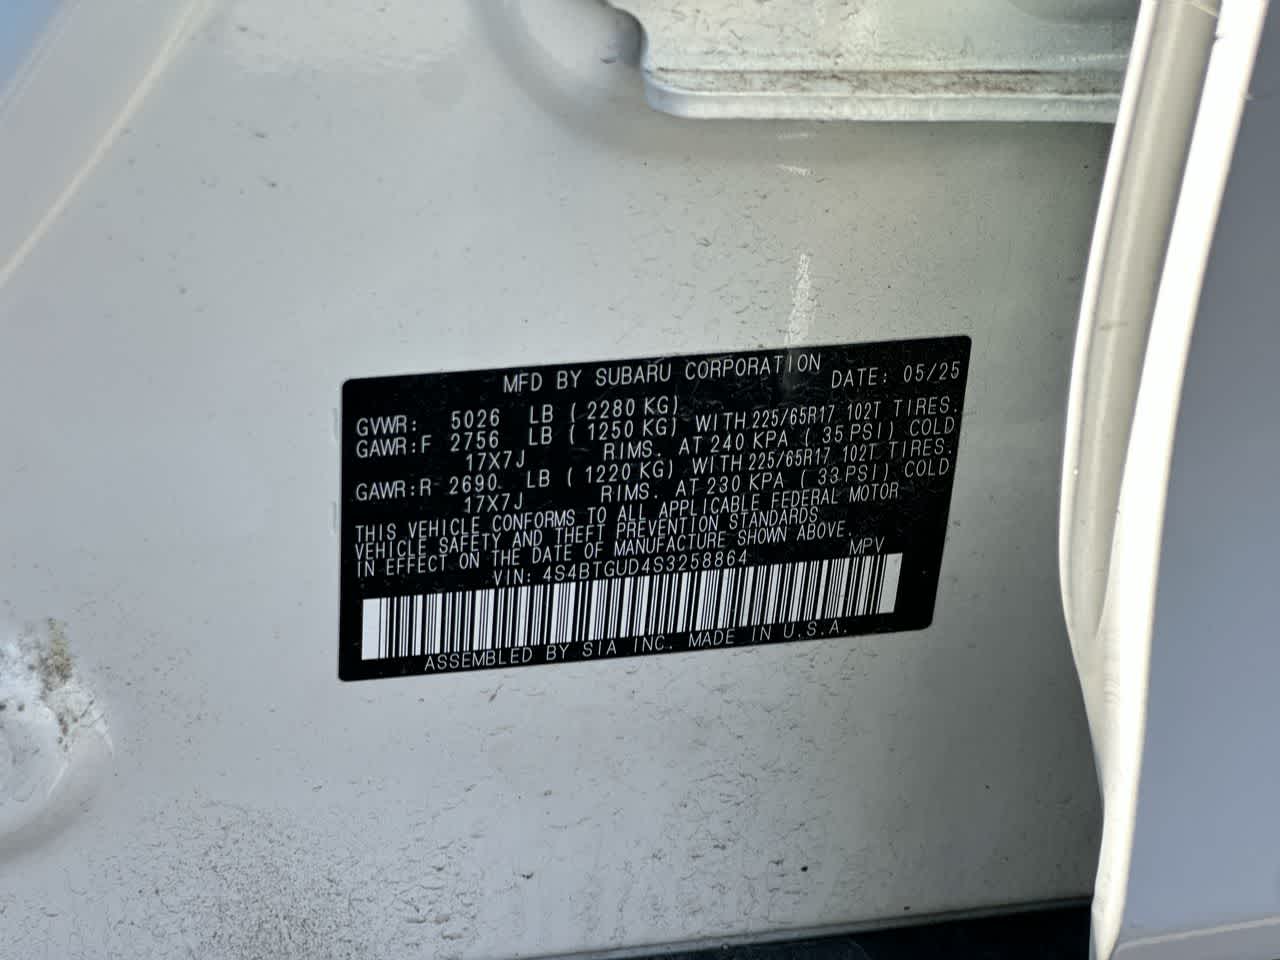 MFD BY SUBARU CORPORATION DATE: 05/25
GVWR: 5026 LB ( 2280 KG)
GAWR:F 2756 LB ( 1250 KG) WITH 225/65R17 102T TIRES.
17X7J RIMS. AT 240 KPA ( 35 PSI) COLD
GAWR:R 2690 LB ( 1220 KG) WITH 225/65R17 102T TIRES.
17X7J RIMS. AT 230 KPA ( 33 PSI) COLD
THIS VEHICLE CONFORMS TO ALL APPLICABLE FEDERAL MOTOR
VEHICLE SAFETY AND THEFT PREVENTION STANDARDS
IN EFFECT ON THE DATE OF MANUFACTURE SHOWN ABOVE.
VIN: 4S4BTGUD4S3258864 MPV
ASSEMBLED BY SIA INC. MADE IN U.S.A.